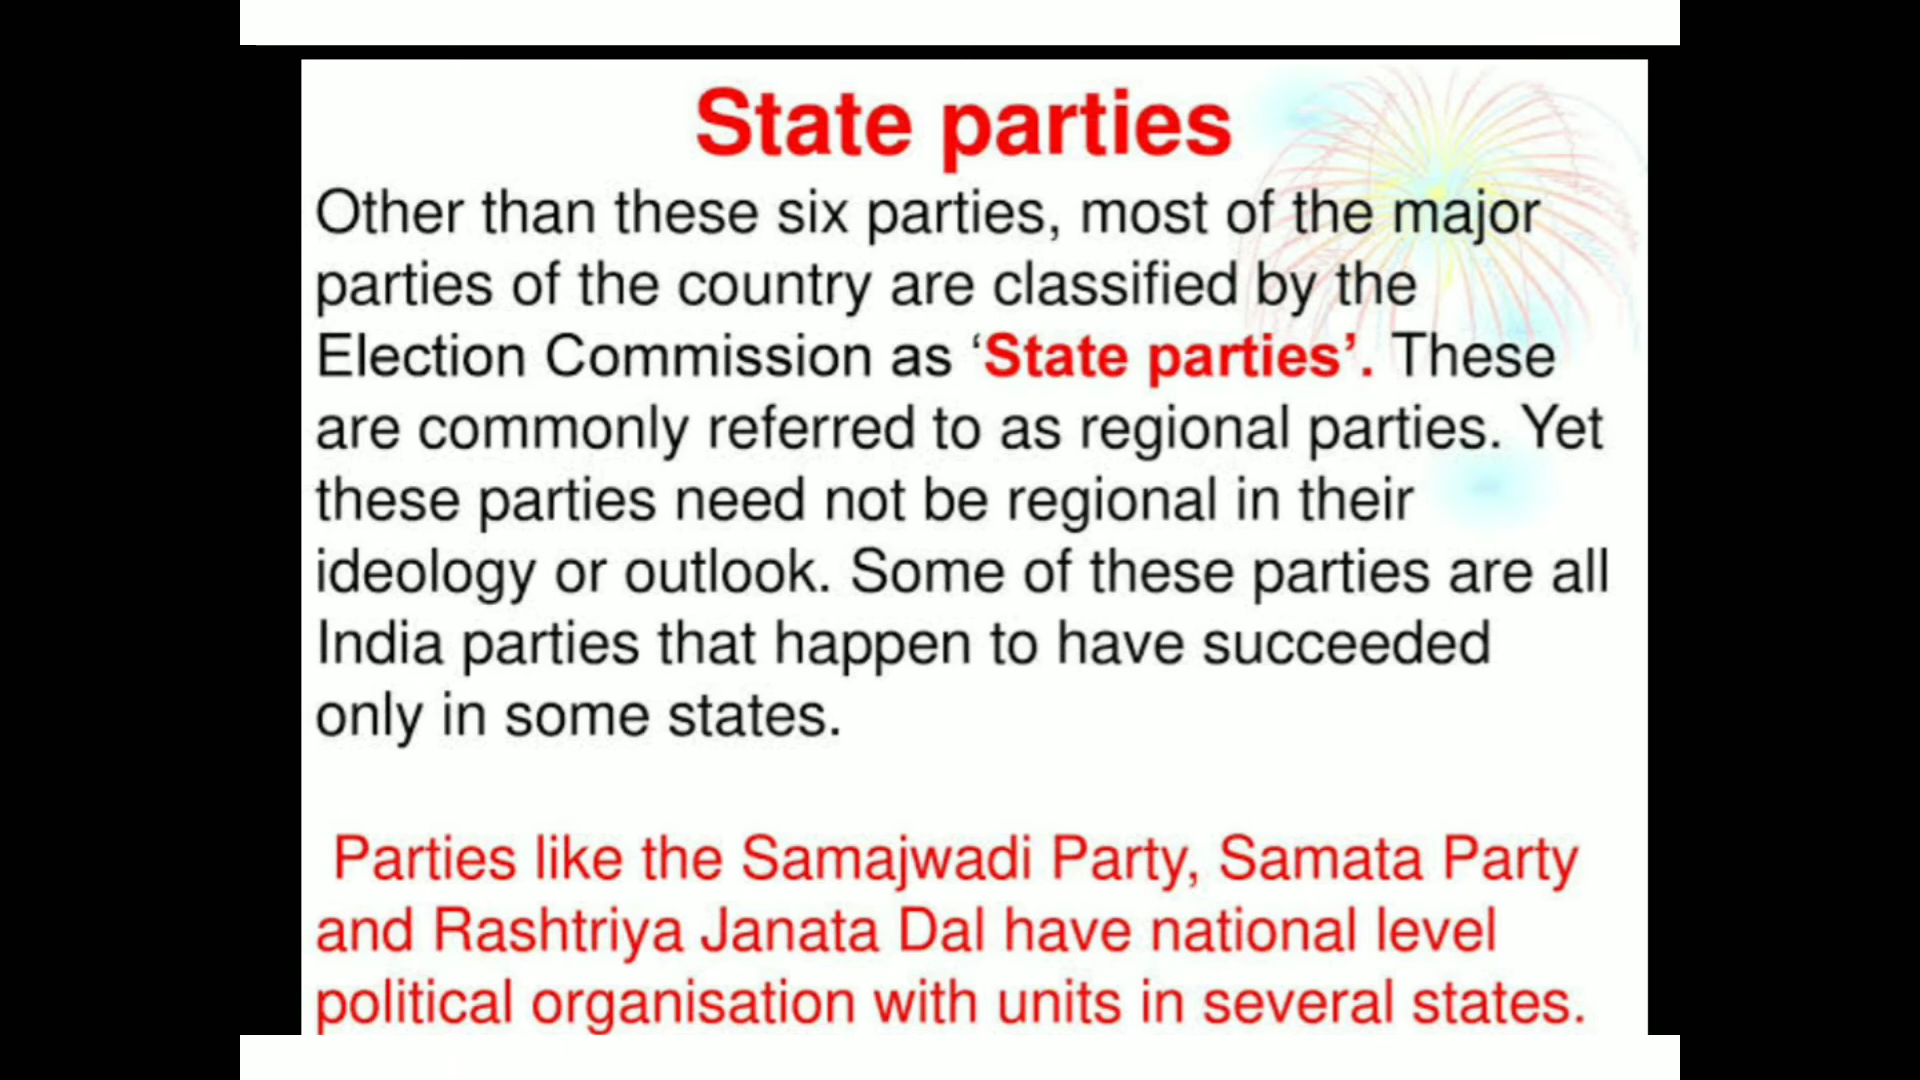 State parties
Other than these six parties, most of the major
parties of the country are classified by the
Election Commission as ‘State parties’. These
are commonly referred to as regional parties. Yet
these parties need not be regional in their
ideology or outlook. Some of these parties are all
India parties that happen to have succeeded
only in some states.
Parties like the Samajwadi Party, Samata Party
and Rashtriya Janata Dal have national level
political organisation with units in several states.